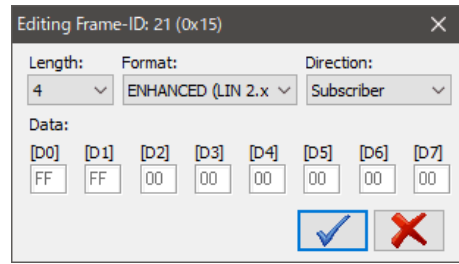 Editing Frame-ID: 21 (0x15)
Length: Format: Direction:
4 ENHANCED (LIN 2.x Subscriber
Data:
[D0] [D1] [D2] [D3] [D4] [D5] [D6] [D7]
FF FF 00 00 00 00 00 00